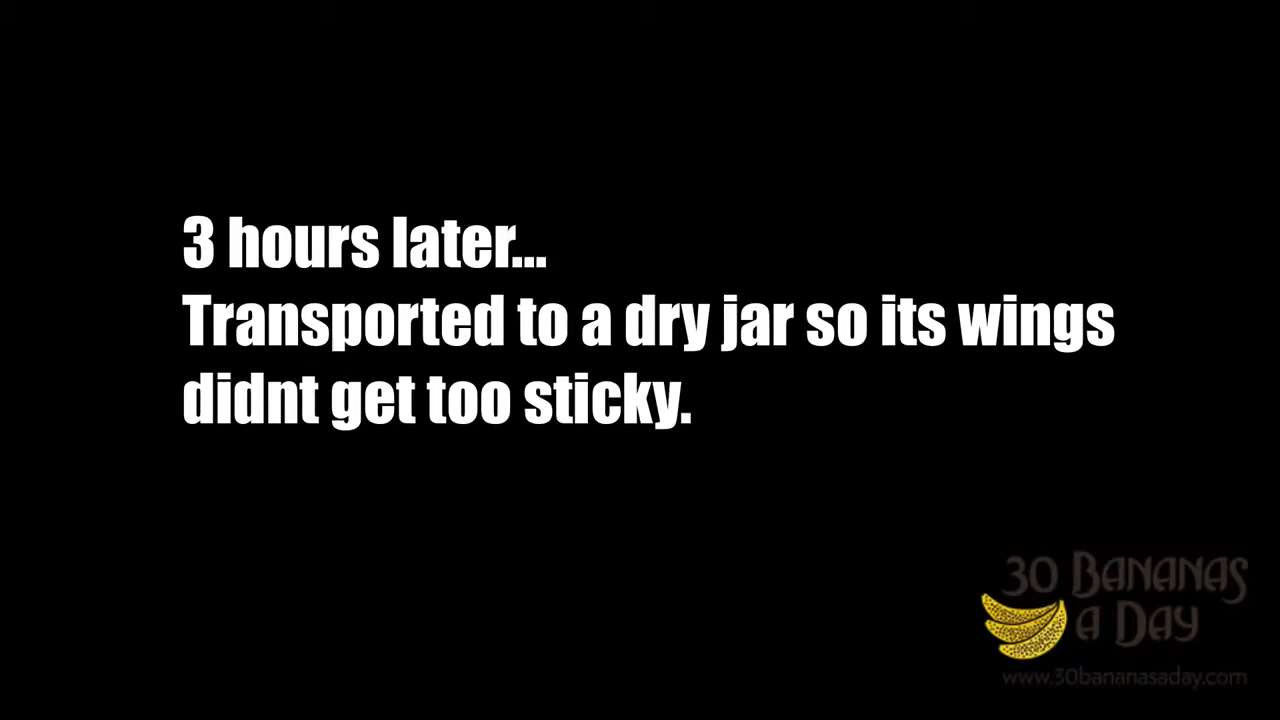 3 hours later...
Transported to a dry jar so its wings
didnt get too sticky.
30 BANANAS
A DAY
www.30bananasaday.com